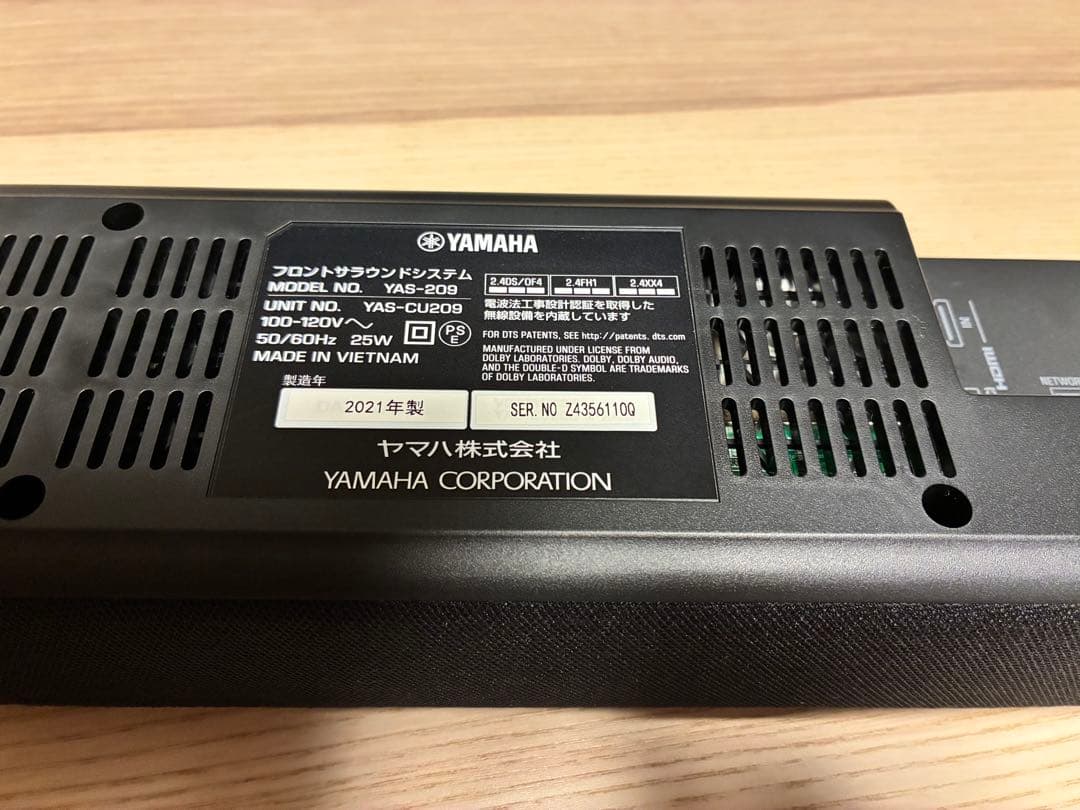 YAMAHA
フロントサラウンドシステム
MODEL NO. YAS-209
UNIT NO. YAS-CU209
100-120V～
50/60Hz 25W
PS
E
MADE IN VIETNAM
2.4DS/OF4 2.4FH1 2.4XX4
電波法工事設計認証を取得した
無線設備を内蔵しています
FOR DTS PATENTS, SEE http://patents.dts.com
MANUFACTURED UNDER LICENSE FROM
DOLBY LABORATORIES. DOLBY, DOLBY AUDIO,
AND THE DOUBLE-D SYMBOL ARE TRADEMARKS
OF DOLBY LABORATORIES.
製造年
2021年製
SER. NO Z4356110Q
ヤマハ株式会社
YAMAHA CORPORATION
IN
HDMI
NETWORK